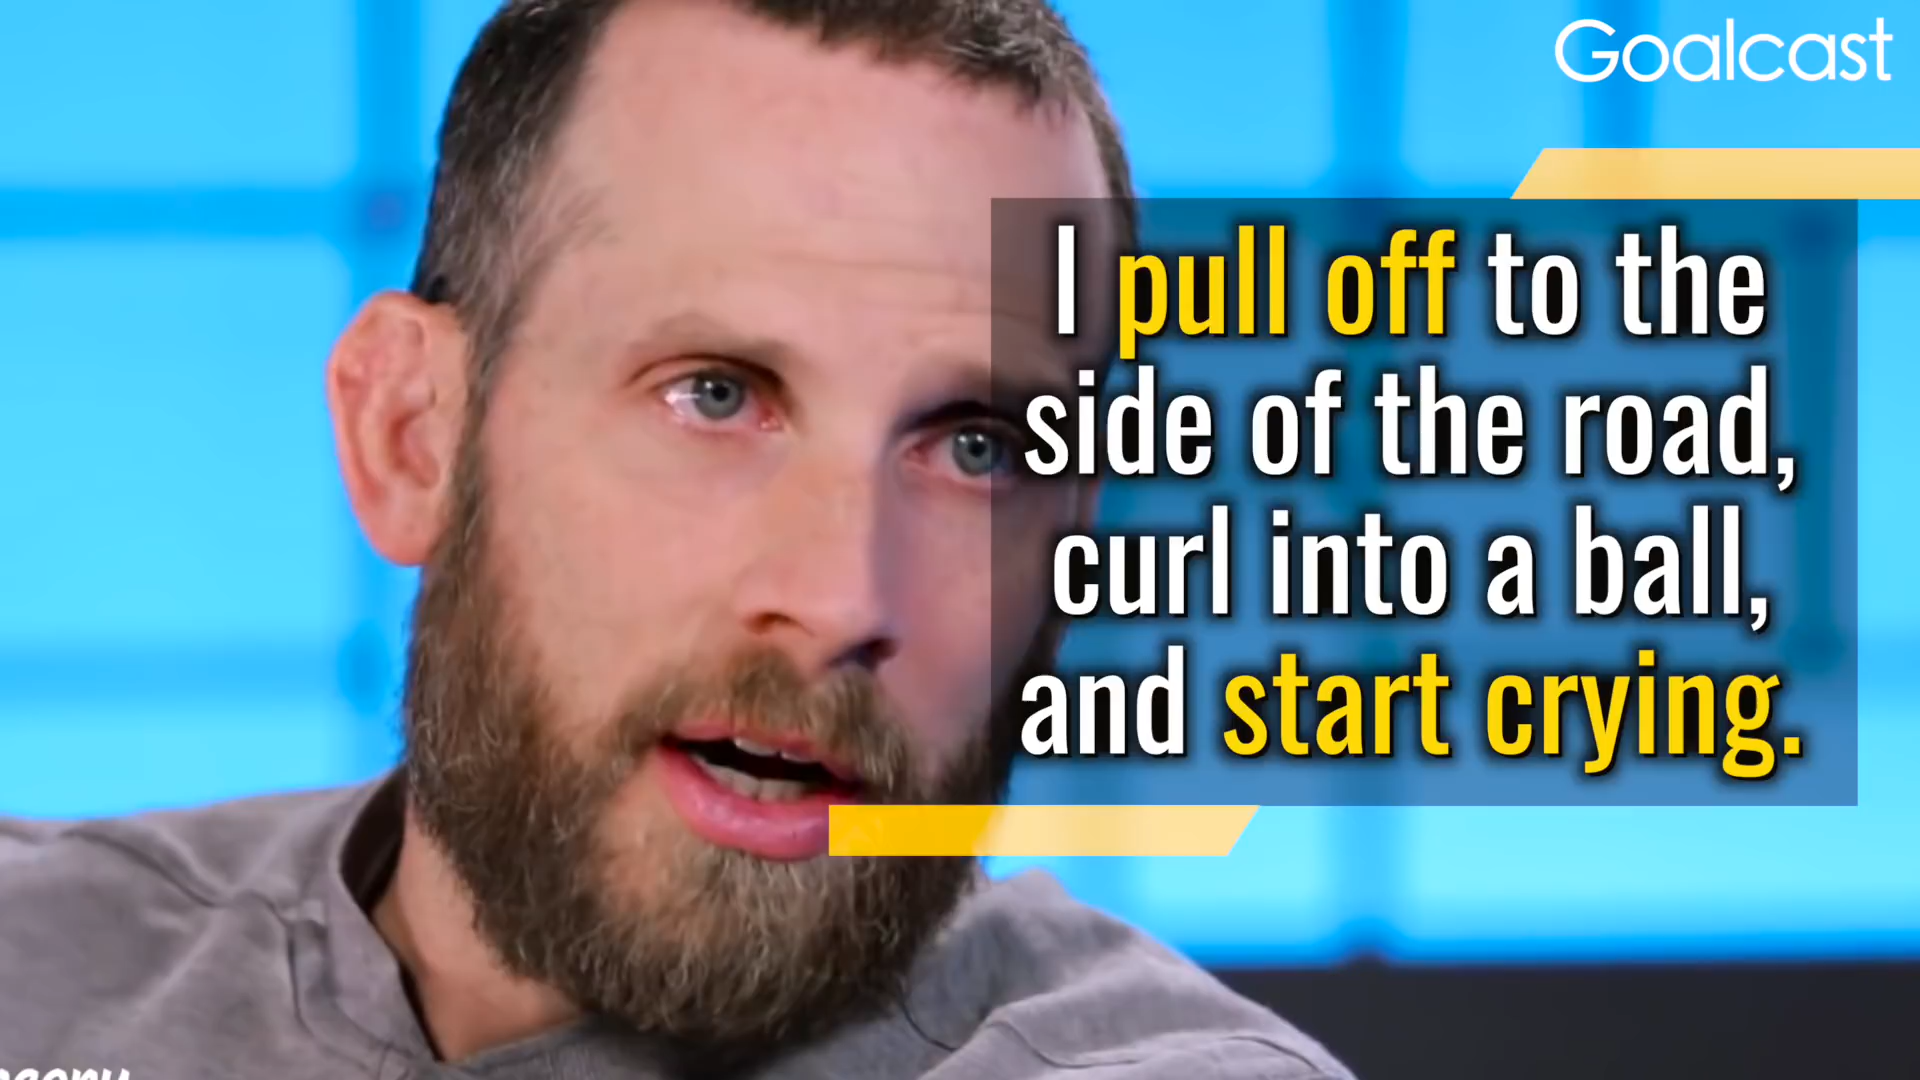 Goalcast
I pull off to the
side of the road,
curl into a ball,
and start crying.